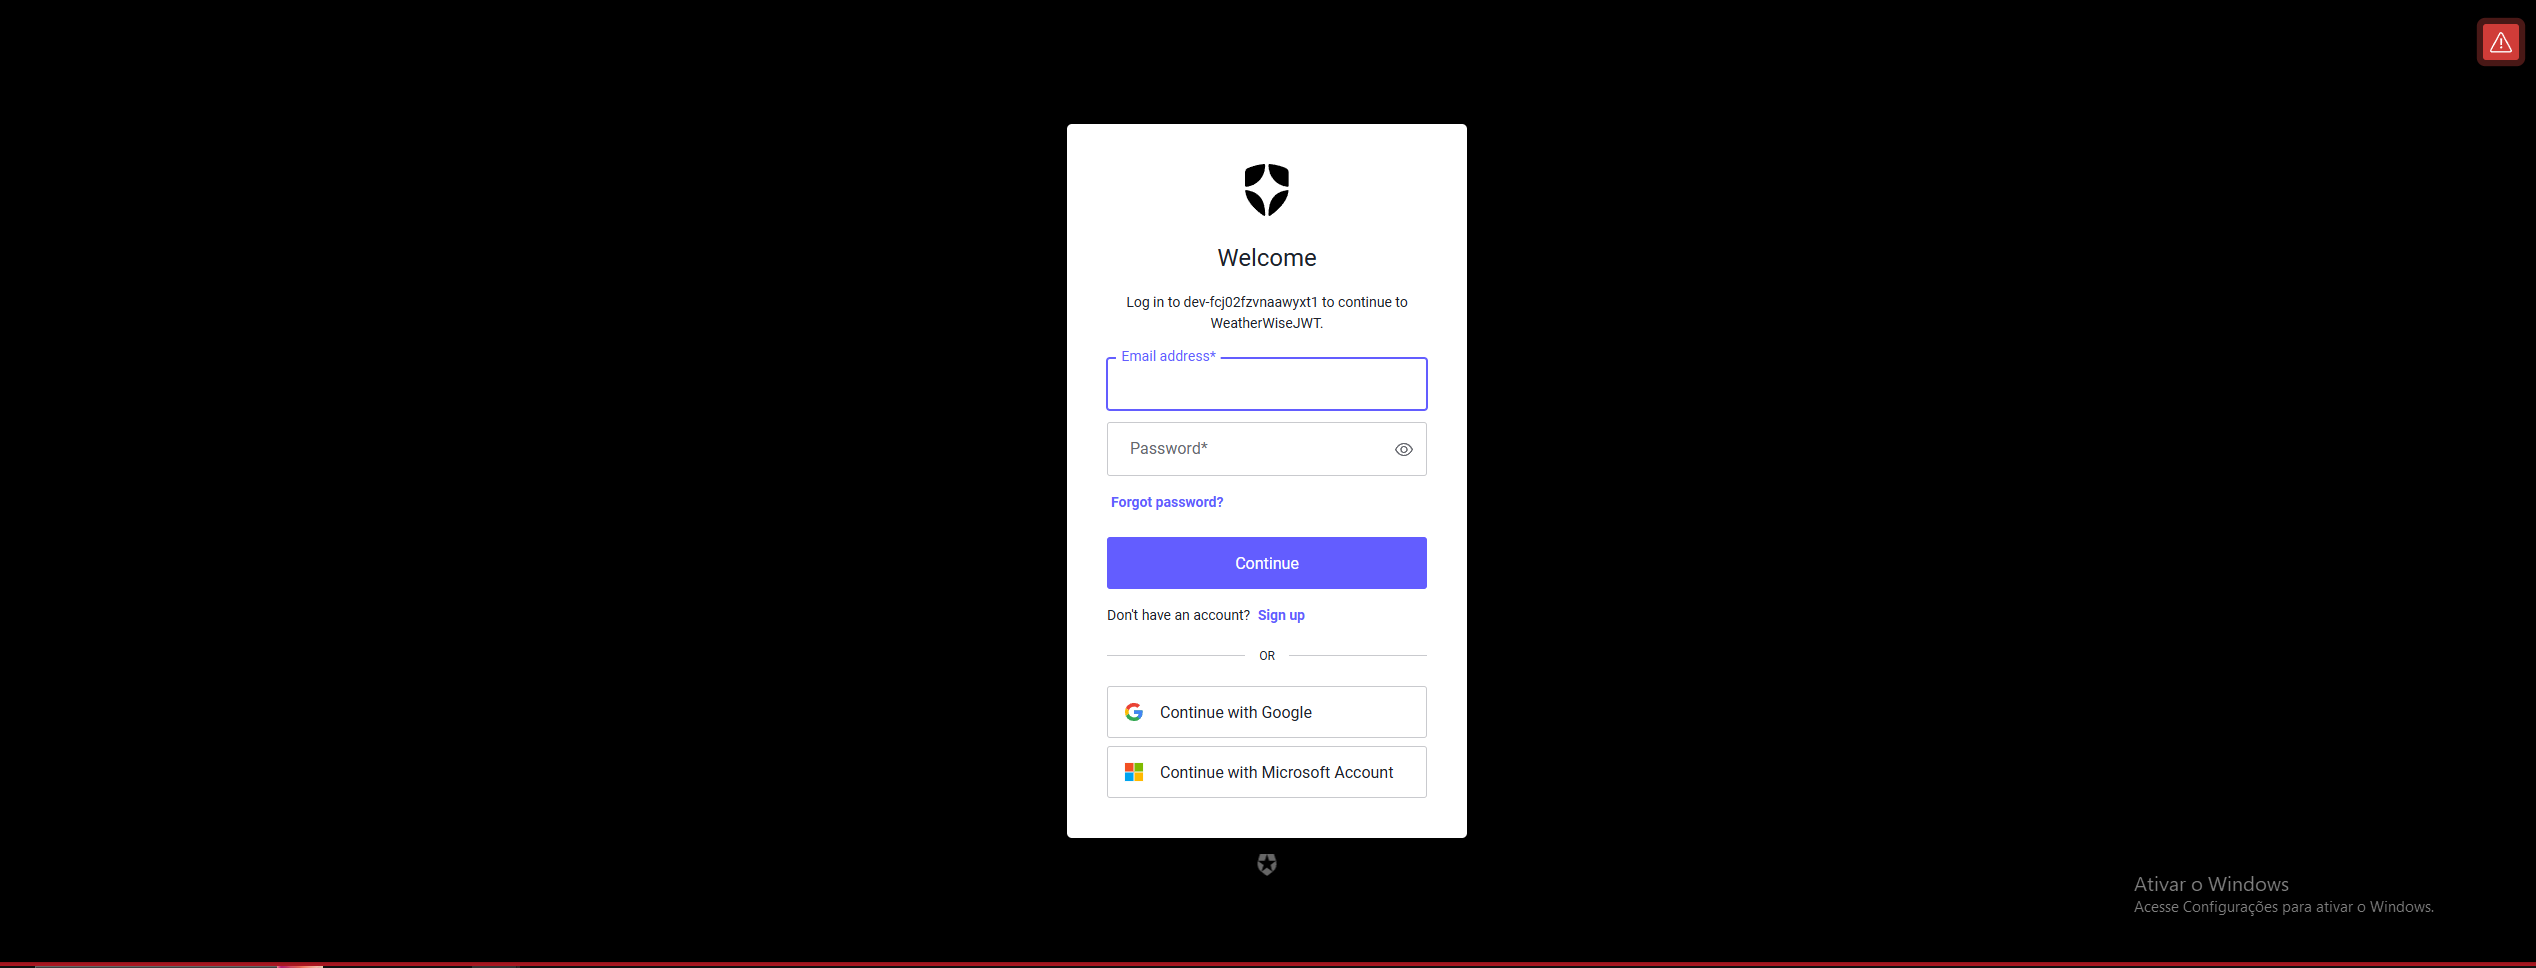 Welcome
Log in to dev-fcj02fzvnaawyxt1 to continue to
WeatherWiseJWT.
Email address*
Password*
Forgot password?
Continue
Don't have an account? Sign up
OR
Continue with Google
Continue with Microsoft Account
Ativar o Windows
Acesse Configurações para ativar o Windows.